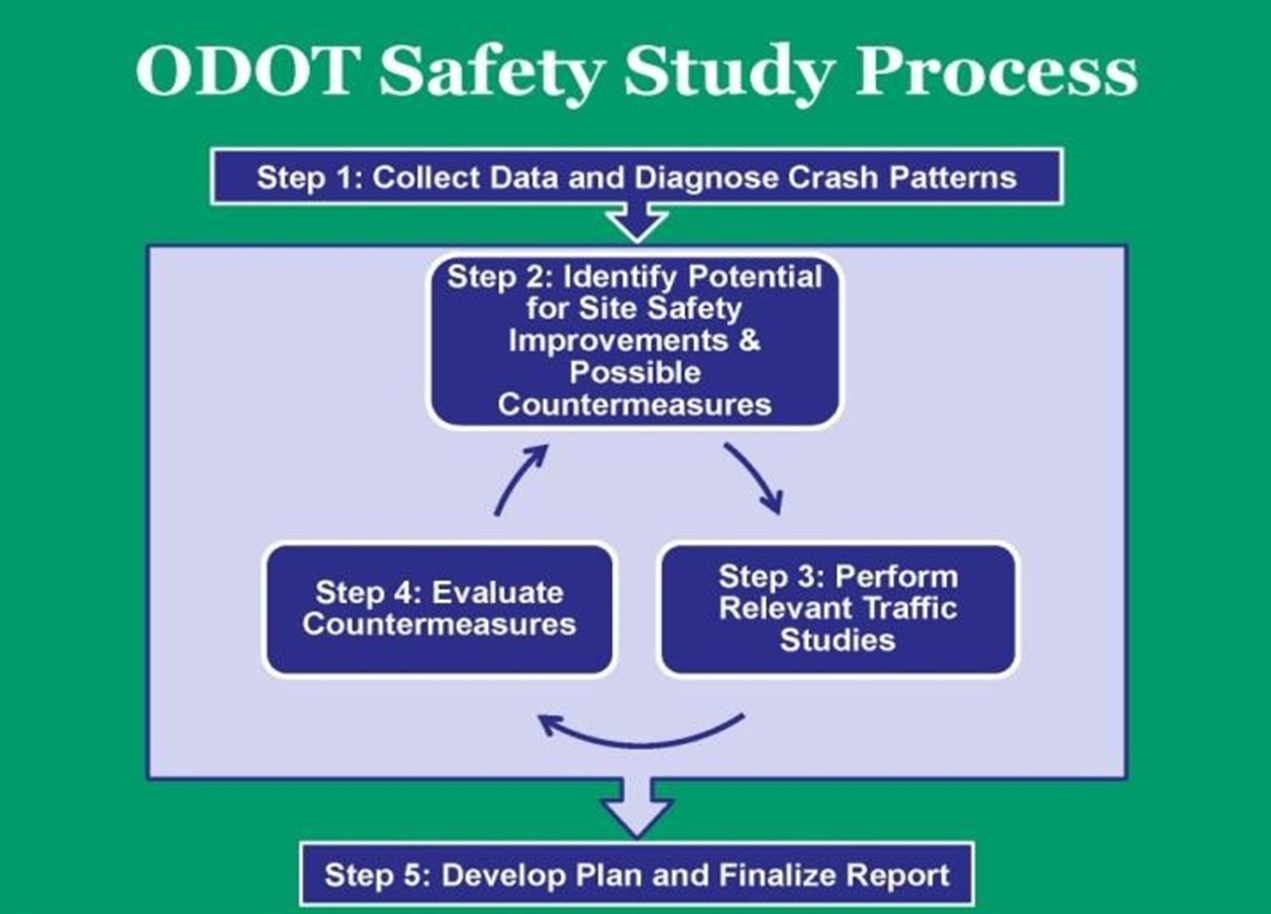 ODOT Safety Study Process
Step 1: Collect Data and Diagnose Crash Patterns
Step 2: Identify Potential
for Site Safety
Improvements &
Possible
Countermeasures
Step 3: Perform
Relevant Traffic
Studies
Step 4: Evaluate
Countermeasures
Step 5: Develop Plan and Finalize Report